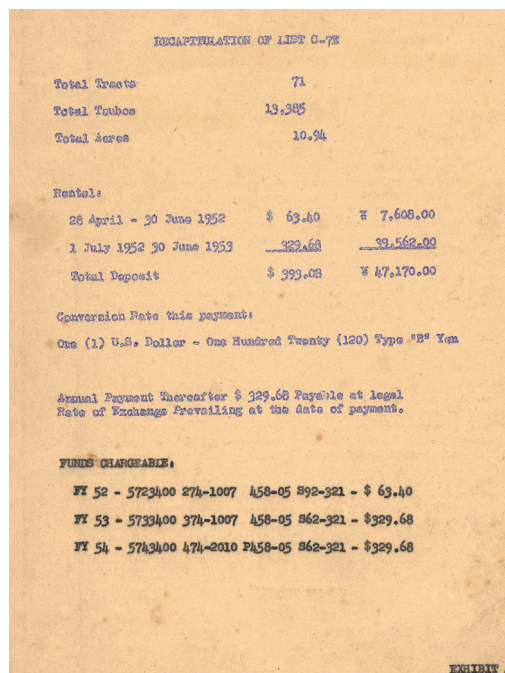 RECAPITULATION OF LIST C-7E
Total Tracts 71
Total Tsubos 13,385
Total Acres 10.94
Rental:
28 April - 30 June 1952 $ 63.40 ¥ 7,608.00
1 July 1952 30 June 1953 329.68 39,562.00
Total Deposit $ 393.08 ¥ 47,170.00
Conversion Rate this payment:
One (1) U.S. Dollar - One Hundred Twenty (120) Type "B" Yen
Annual Payment Thereafter $ 329.68 Payable at legal
Rate of Exchange Prevailing at the date of payment.
FUNDS CHARGEABLE:
FY 52 - 5723400 274-1007 458-05 S92-321 - $ 63.40
FY 53 - 5733400 374-1007 458-05 S62-321 - $329.68
FY 54 - 5743400 474-2010 P458-05 S62-321 - $329.68
EXHIBIT